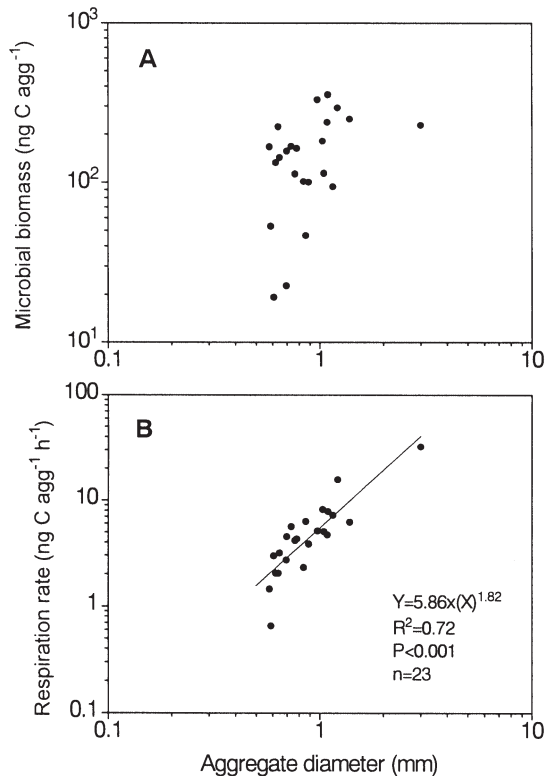 A
Microbial biomass (ng C agg⁻¹)
10³
10²
10¹
0.1
1
10
B
Respiration rate (ng C agg⁻¹ h⁻¹)
100
10
1
0.1
Y=5.86x(X)^1.82
R²=0.72
P<0.001
n=23
0.1
1
10
Aggregate diameter (mm)